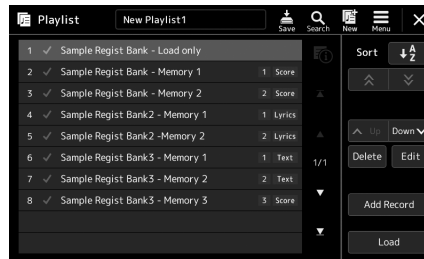 Playlist New Playlist1 Save Search New Menu
1 Sample Regist Bank - Load only
2 Sample Regist Bank - Memory 1 1 Score
3 Sample Regist Bank - Memory 2 2 Score
4 Sample Regist Bank2 - Memory 1 1 Lyrics
5 Sample Regist Bank2 -Memory 2 2 Lyrics
6 Sample Regist Bank3 - Memory 1 1 Text
7 Sample Regist Bank3 - Memory 2 2 Text
8 Sample Regist Bank3 - Memory 3 3 Score
1/1
Sort AZ
Up Down
Delete Edit
Add Record
Load